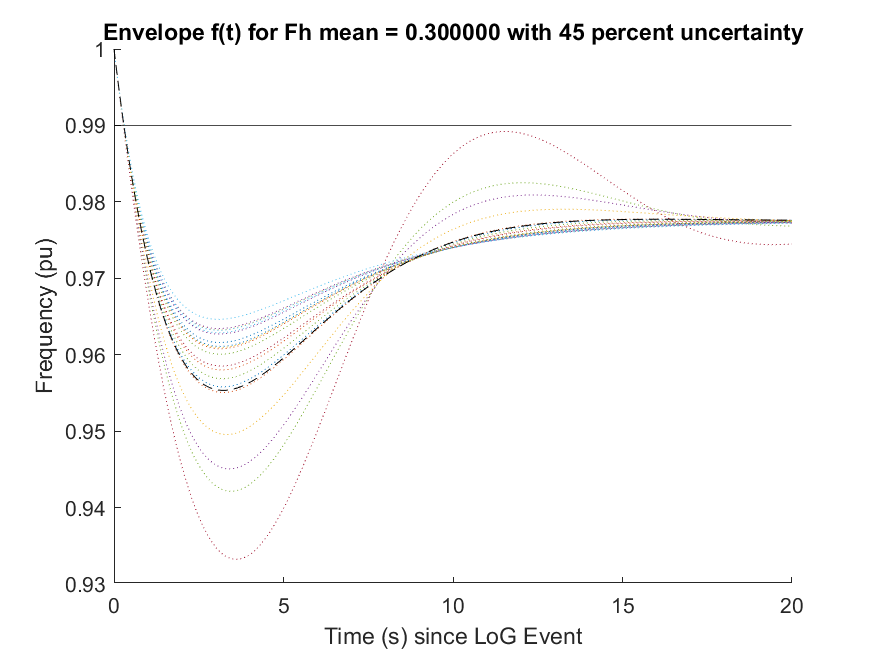 Envelope f(t) for Fh mean = 0.300000 with 45 percent uncertainty
1
0.99
0.98
0.97
0.96
0.95
0.94
0.93
Frequency (pu)
0 5 10 15 20
Time (s) since LoG Event